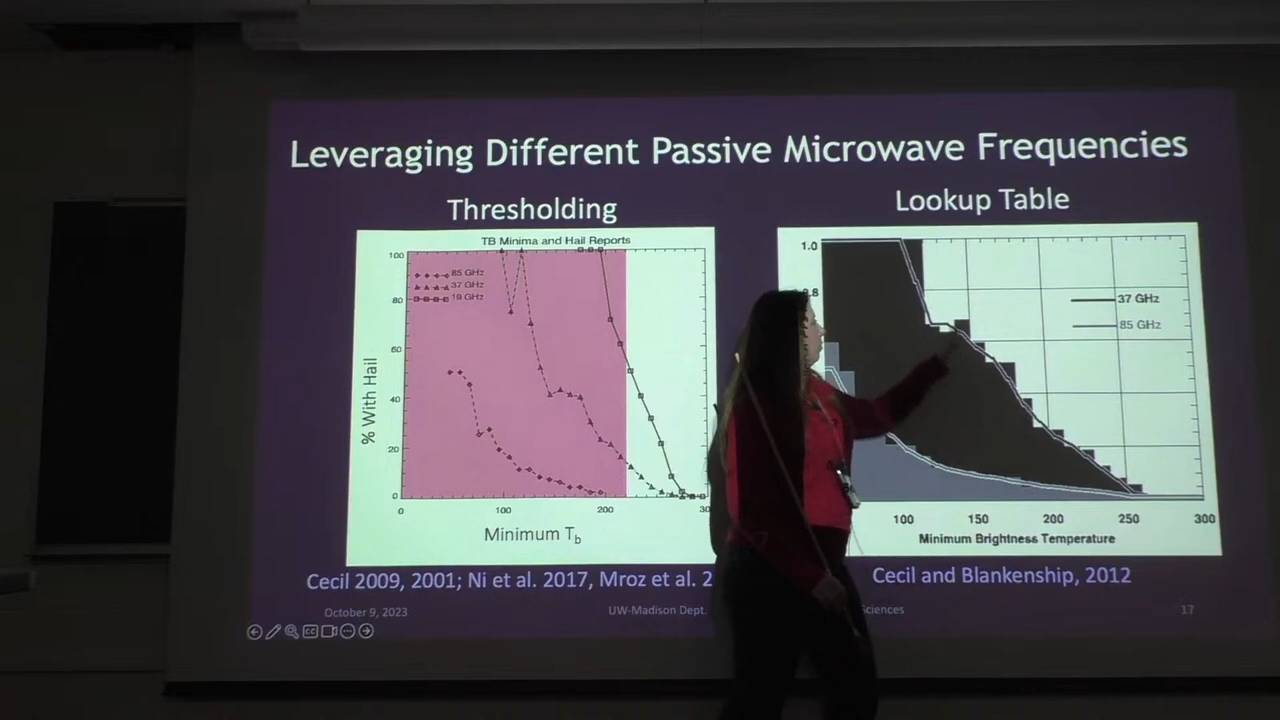 Leveraging Different Passive Microwave Frequencies
Thresholding
Lookup Table
TB Minima and Hail Reports
85 GHz
37 GHz
19 GHz
100
80
60
40
20
0
% With Hail
0
100
200
30
Minimum Tb
1.0
37 GHz
85 GHz
100
150
200
250
300
Minimum Brightness Temperature
Cecil 2009, 2001; Ni et al. 2017, Mroz et al. 2
Cecil and Blankenship, 2012
October 9, 2023
UW-Madison Dept.
Sciences
17
CC